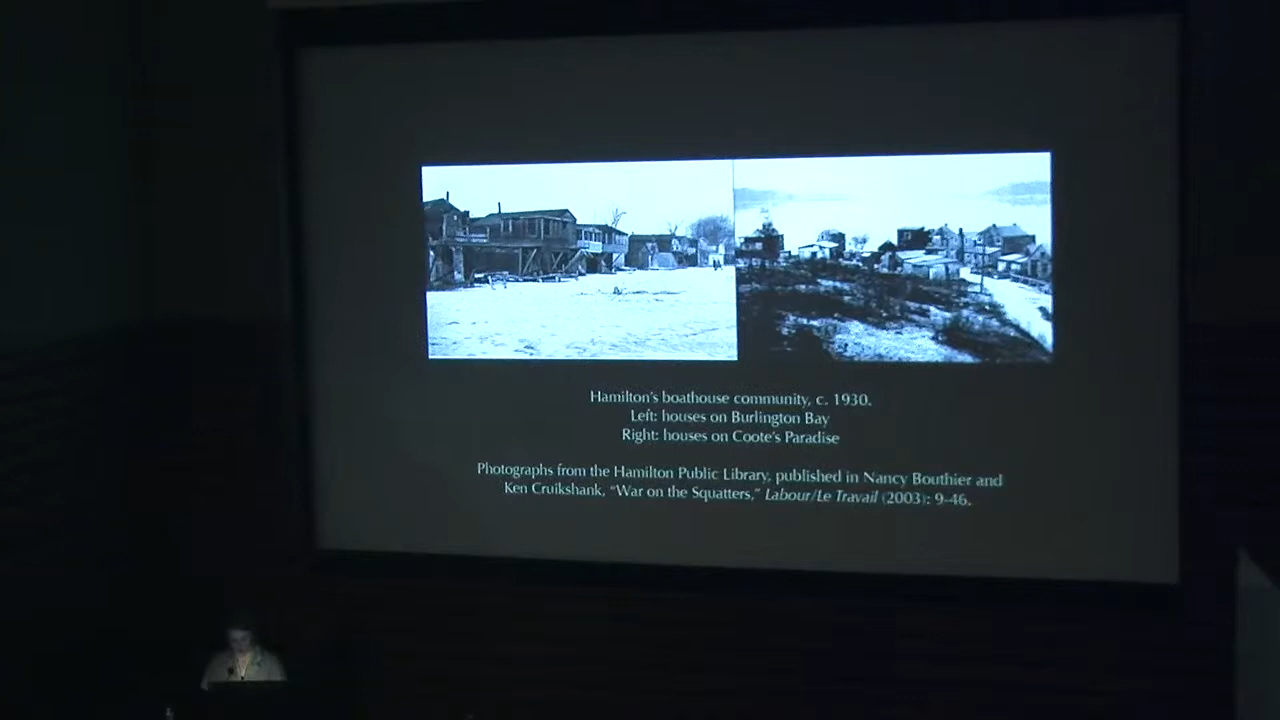 Hamilton's boathouse community, c. 1930.
Left: houses on Burlington Bay
Right: houses on Coote's Paradise
Photographs from the Hamilton Public Library, published in Nancy Bouthier and
Ken Cruikshank, “War on the Squatters,” Labour/Le Travail (2003): 9-46.